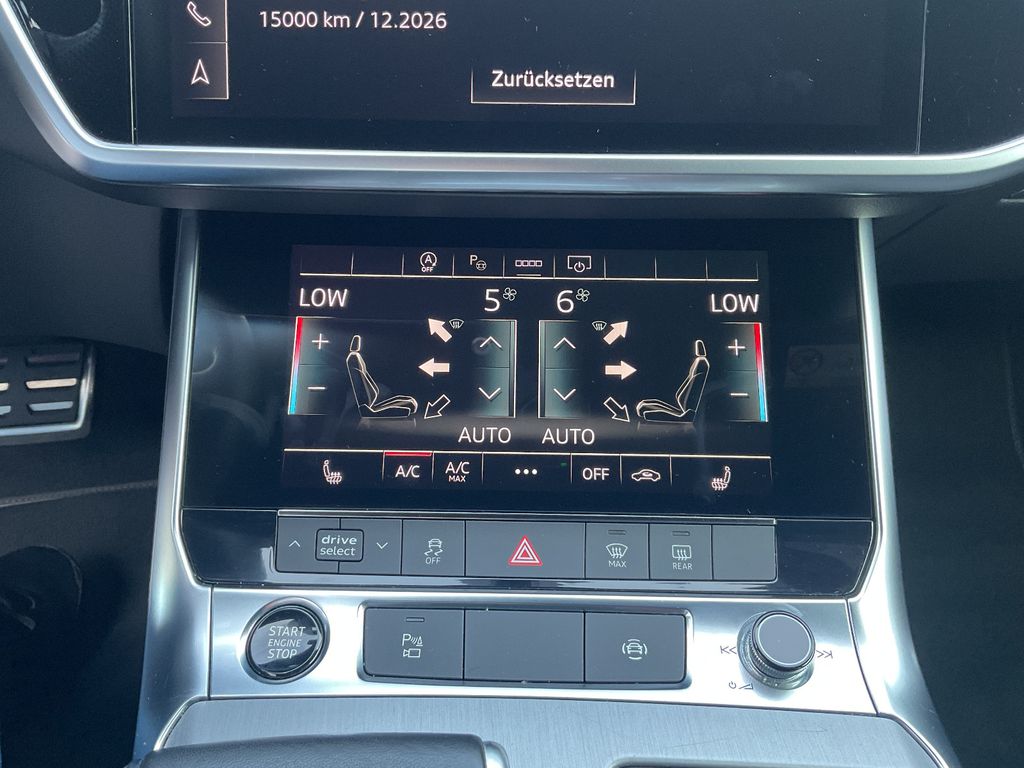 15000 km / 12.2026
Zurücksetzen
A
OFF
P
LOW
5
6
LOW
+
+
−
−
AUTO
AUTO
A/C
A/C
MAX
•••
OFF
drive
select
OFF
MAX
REAR
START
ENGINE
STOP
P